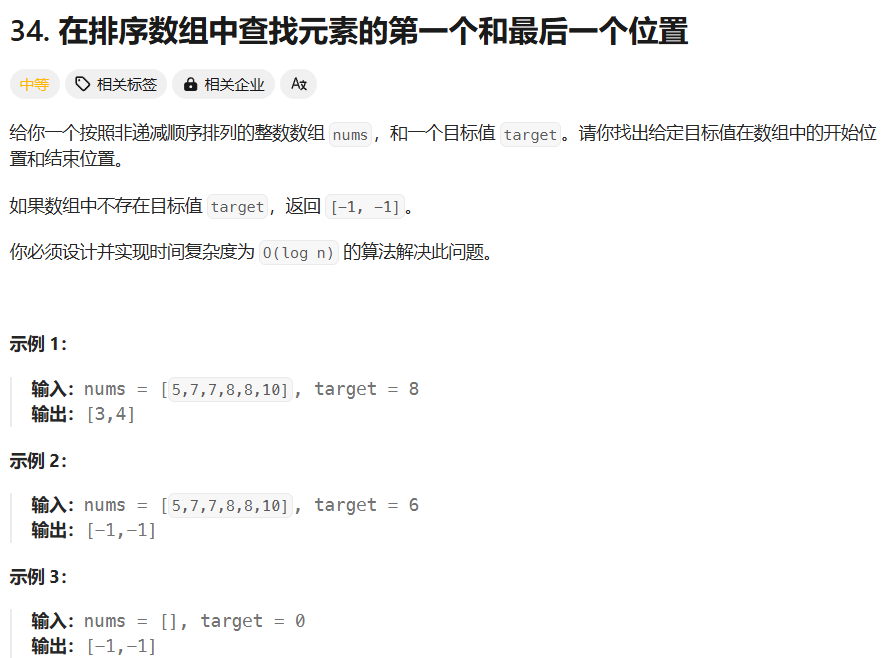 34. 在排序数组中查找元素的第一个和最后一个位置
中等 相关标签 相关企业 Aя
给你一个按照非递减顺序排列的整数数组 nums，和一个目标值 target。请你找出给定目标值在数组中的开始位
置和结束位置。
如果数组中不存在目标值 target，返回 [-1, -1]。
你必须设计并实现时间复杂度为 O(log n) 的算法解决此问题。
示例 1：
输入：nums = [5,7,7,8,8,10], target = 8
输出：[3,4]
示例 2：
输入：nums = [5,7,7,8,8,10], target = 6
输出：[-1,-1]
示例 3：
输入：nums = [], target = 0
输出：[-1,-1]